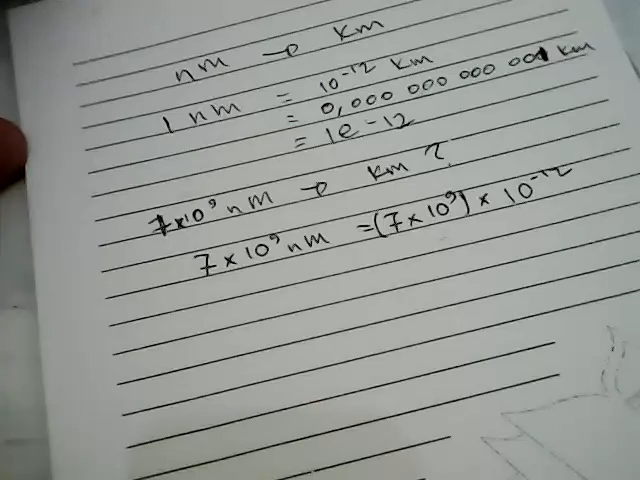 nm → km
1 nm = 10⁻¹² km
= 0,000 000 000 001 km
= 1e-12
7×10⁹ nm → km ?
7 × 10⁹ nm = (7 × 10⁹) × 10⁻¹²